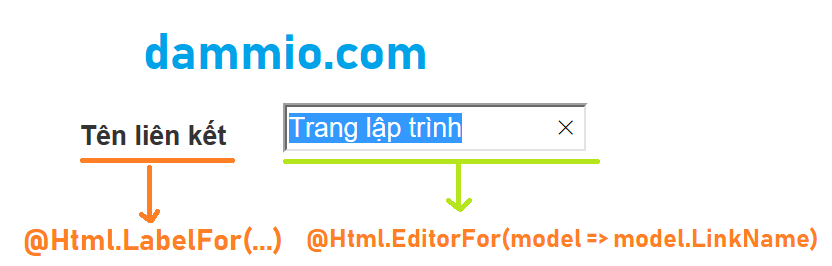 dammio.com
Tên liên kết
Trang lập trình
@Html.LabelFor(...)
@Html.EditorFor(model => model.LinkName)